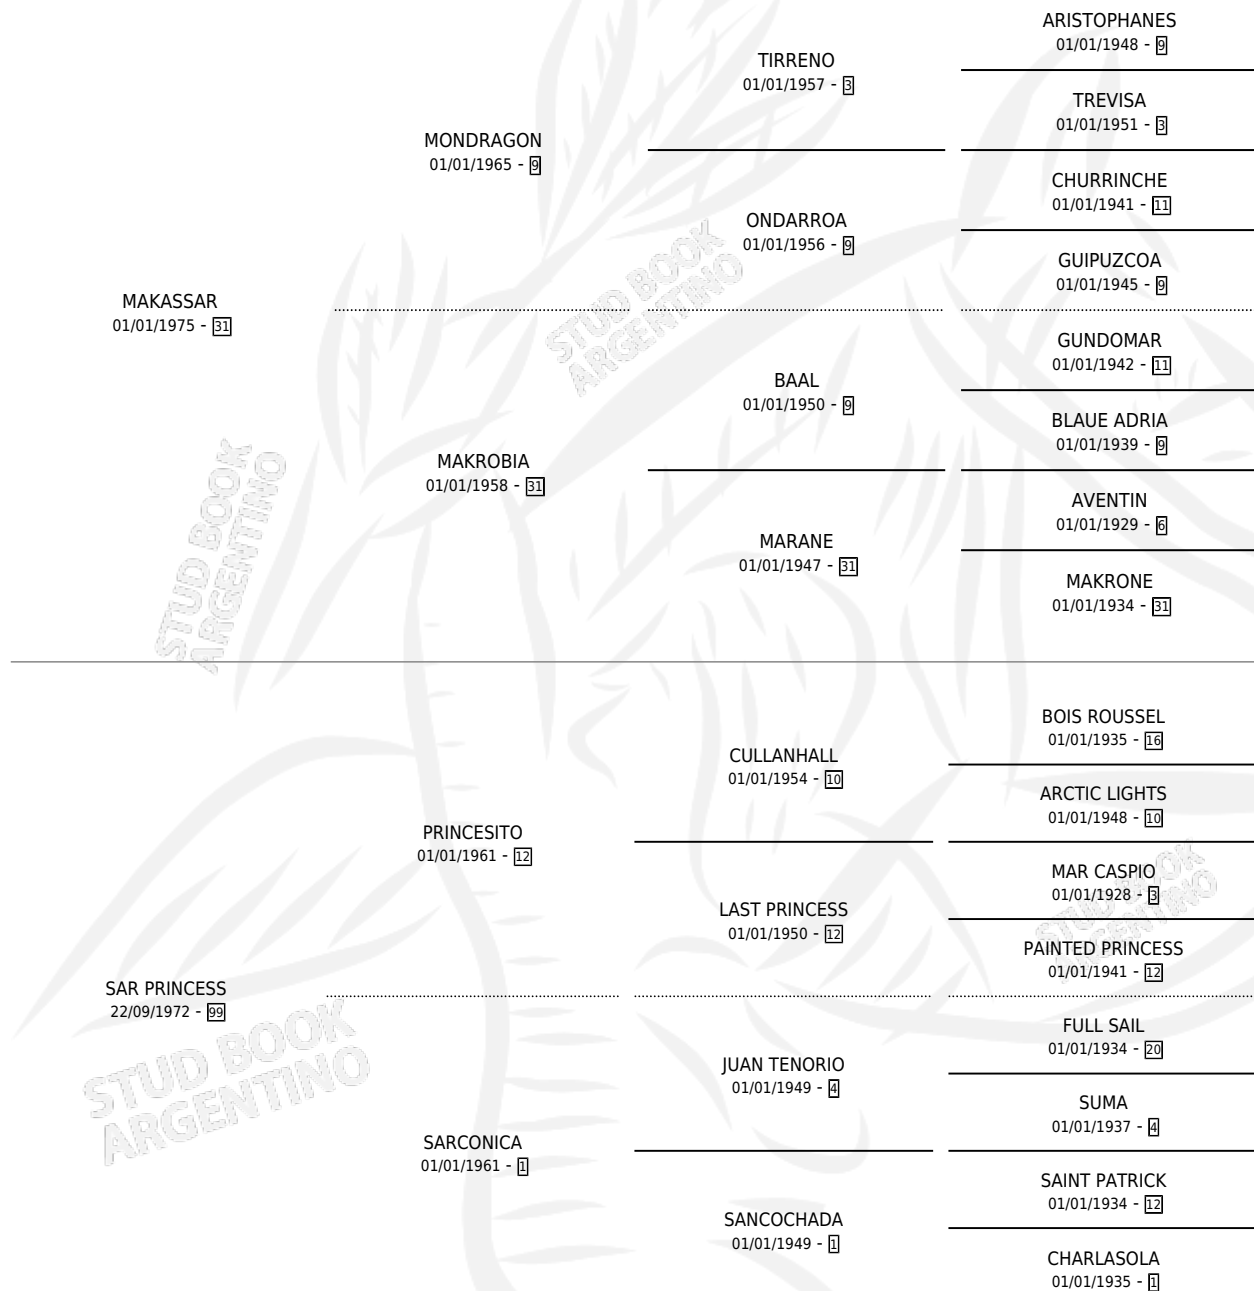 ARISTOPHANES
01/01/1948 - 9
TIRRENO
01/01/1957 - 3
TREVISA
01/01/1951 - 3
MONDRAGON
01/01/1965 - 9
CHURRINCHE
01/01/1941 - 11
ONDARROA
01/01/1956 - 9
GUIPUZCOA
01/01/1945 - 9
MAKASSAR
01/01/1975 - 31
STUD BOOK
ARGENTINO
GUNDOMAR
01/01/1942 - 11
BAAL
01/01/1950 - 9
BLAUE ADRIA
01/01/1939 - 9
MAKROBIA
01/01/1958 - 31
AVENTIN
01/01/1929 - 6
MARANE
01/01/1947 - 31
MAKRONE
01/01/1934 - 31
STUD BOOK
ARGENTINO
BOIS ROUSSEL
01/01/1935 - 16
CULLANHALL
01/01/1954 - 10
ARCTIC LIGHTS
01/01/1948 - 10
PRINCESITO
01/01/1961 - 12
MAR CASPIO
01/01/1928 - 3
LAST PRINCESS
01/01/1950 - 12
STUD BOOK
ARGENTINO
PAINTED PRINCESS
01/01/1941 - 12
SAR PRINCESS
22/09/1972 - 99
FULL SAIL
01/01/1934 - 20
STUD BOOK
ARGENTINO
JUAN TENORIO
01/01/1949 - 4
SUMA
01/01/1937 - 4
SARCONICA
01/01/1961 - 1
SAINT PATRICK
01/01/1934 - 12
SANCOCHADA
01/01/1949 - 1
CHARLASOLA
01/01/1935 - 1